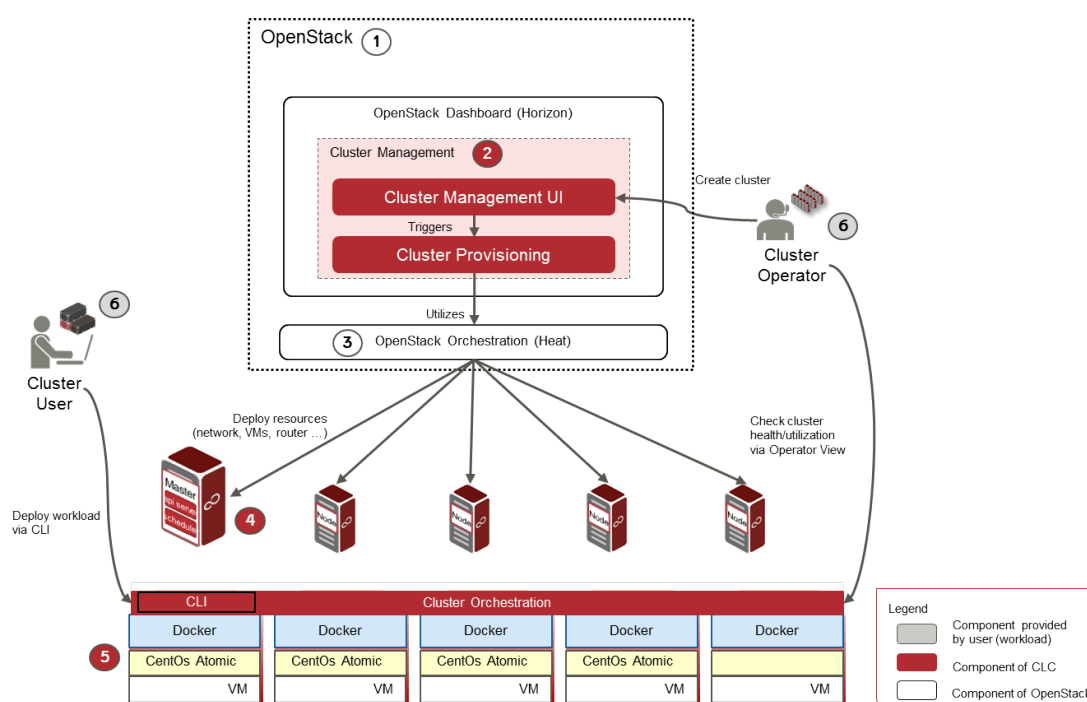 OpenStack 1
OpenStack Dashboard (Horizon)
Cluster Management 2
Cluster Management UI
Triggers
Cluster Provisioning
Create cluster
6
Cluster
Operator
Utilizes
3 OpenStack Orchestration (Heat)
6
Cluster
User
Deploy resources
(network, VMs, router ...)
Check cluster
health/utilization
via Operator View
Master
api server
schedule
4
Node
Node
Node
Node
Deploy workload
via CLI
CLI
Cluster Orchestration
Docker Docker Docker Docker Docker
5
CentOs Atomic CentOs Atomic CentOs Atomic CentOs Atomic
VM VM VM VM VM
Legend
Component provided
by user (workload)
Component of CLC
Component of OpenStack